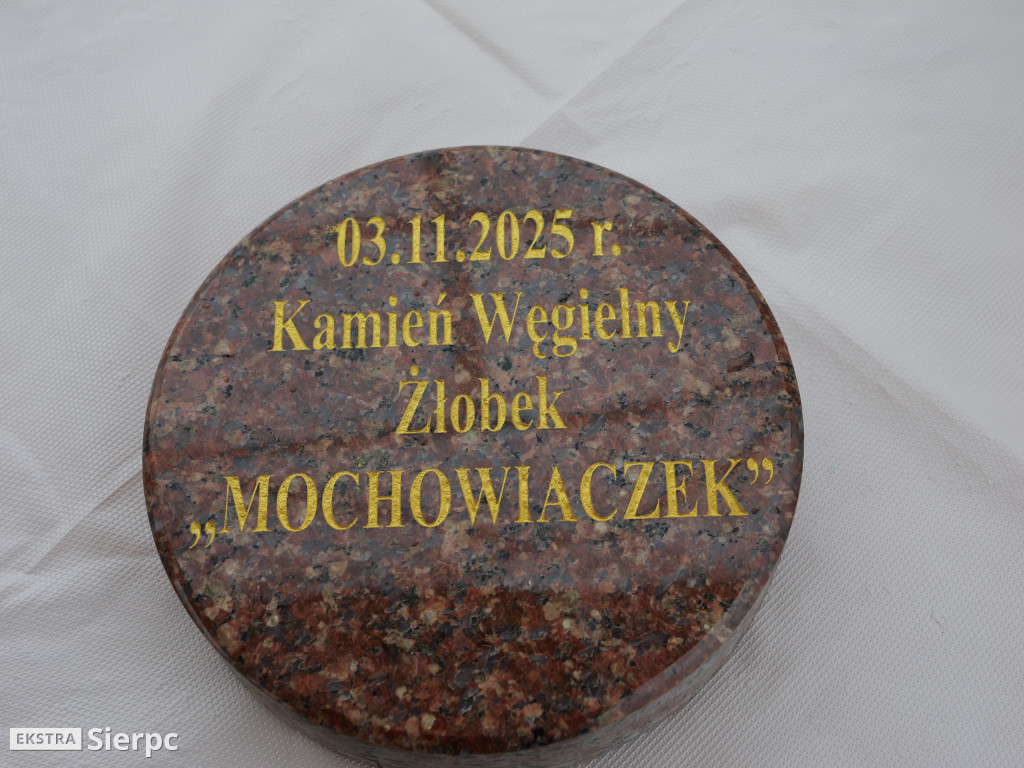 03.11.2025 r.
Kamień Węgielny
Żłobek
„MOCHOWIACZEK”
EKSTRA Sierpc